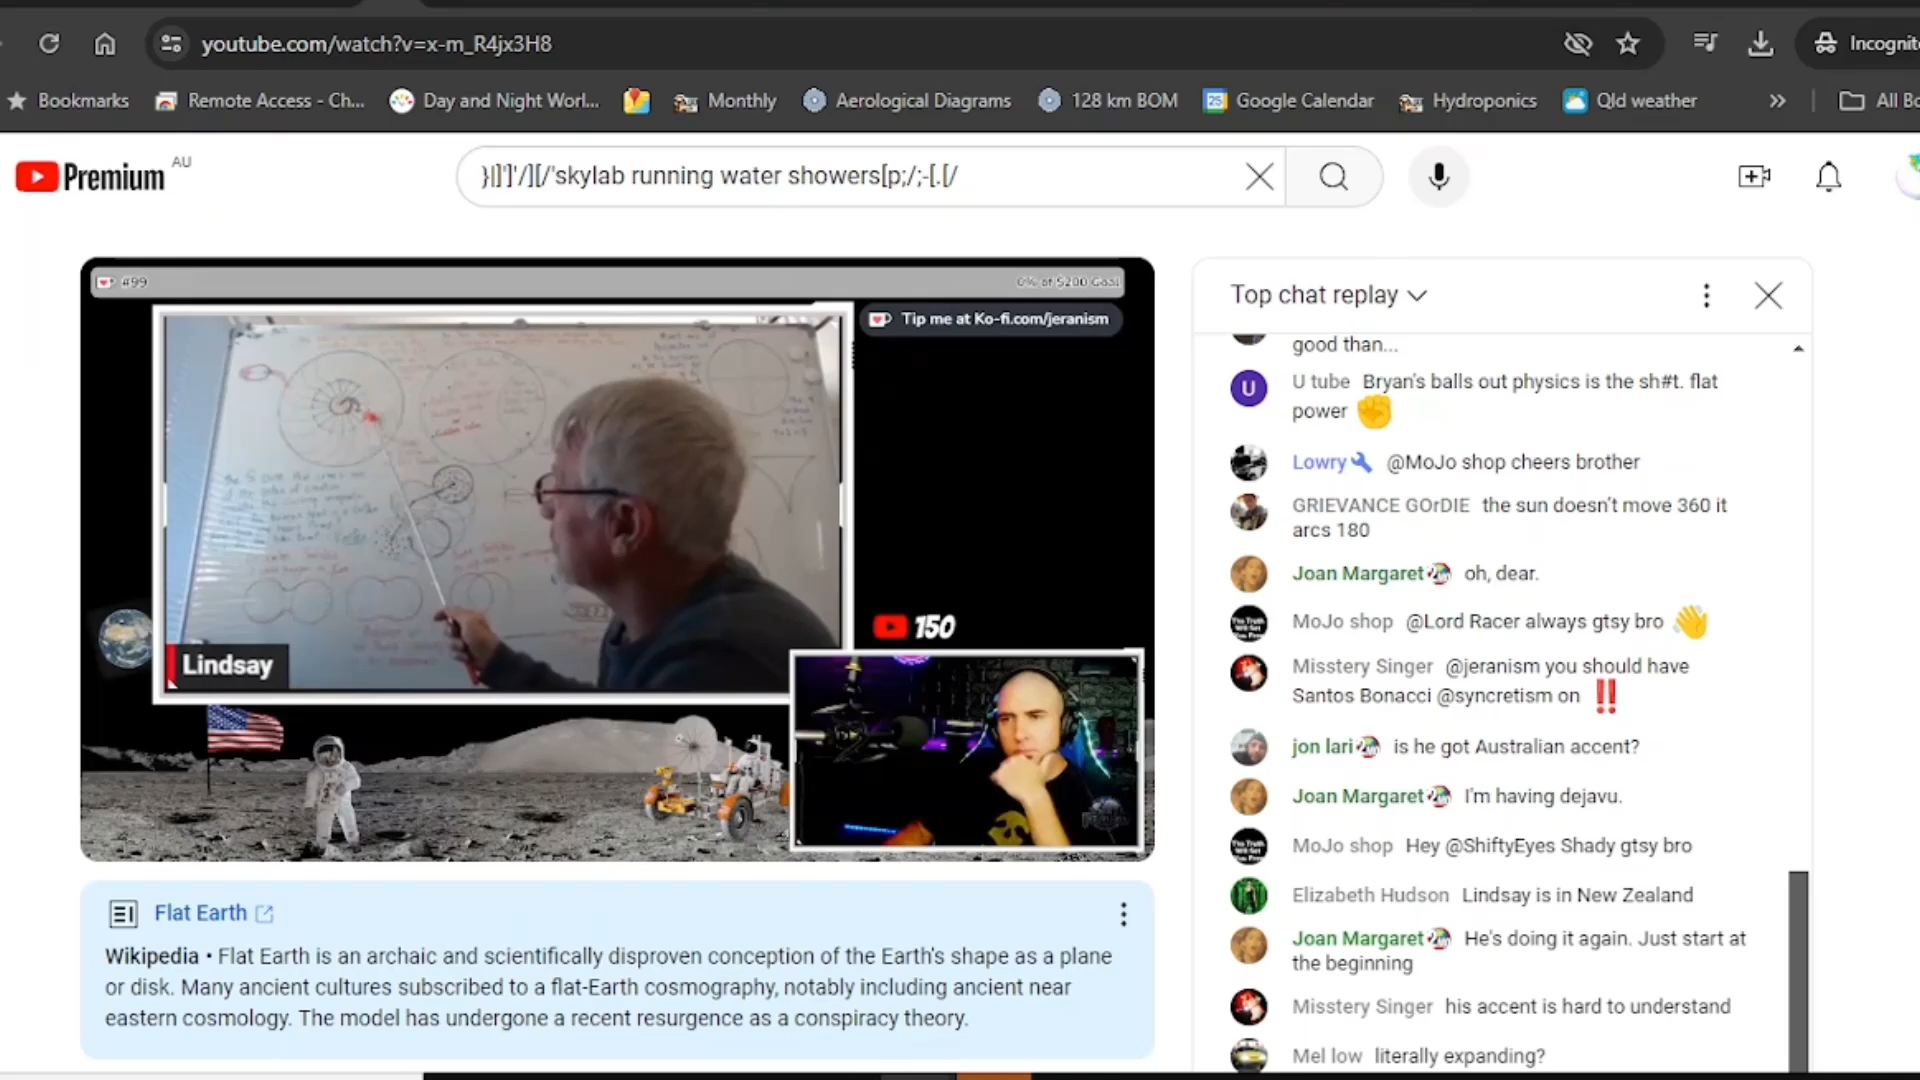 youtube.com/watch?v=x-m_R4jx3H8
Incognito
Bookmarks Remote Access - Ch... Day and Night Worl... Monthly Aerological Diagrams 128 km BOM 25 Google Calendar Hydroponics Qld weather All Bo
Premium AU
}|]']'/][/'skylab running water showers[p;/;-[.[/
#99
0% of $200 Goal
Tip me at Ko-fi.com/jeranism
150
Lindsay
Flat Earth
Wikipedia • Flat Earth is an archaic and scientifically disproven conception of the Earth's shape as a plane
or disk. Many ancient cultures subscribed to a flat-Earth cosmography, notably including ancient near
eastern cosmology. The model has undergone a recent resurgence as a conspiracy theory.
Top chat replay
good than...
U
U tube Bryan's balls out physics is the sh#t. flat
power
Lowry @MoJo shop cheers brother
GRIEVANCE GOrDIE the sun doesn't move 360 it
arcs 180
Joan Margaret oh, dear.
MoJo shop @Lord Racer always gtsy bro
Misstery Singer @jeranism you should have
Santos Bonacci @syncretism on ‼
jon lari is he got Australian accent?
Joan Margaret I'm having dejavu.
MoJo shop Hey @ShiftyEyes Shady gtsy bro
Elizabeth Hudson Lindsay is in New Zealand
Joan Margaret He's doing it again. Just start at
the beginning
Misstery Singer his accent is hard to understand
Mel low literally expanding?